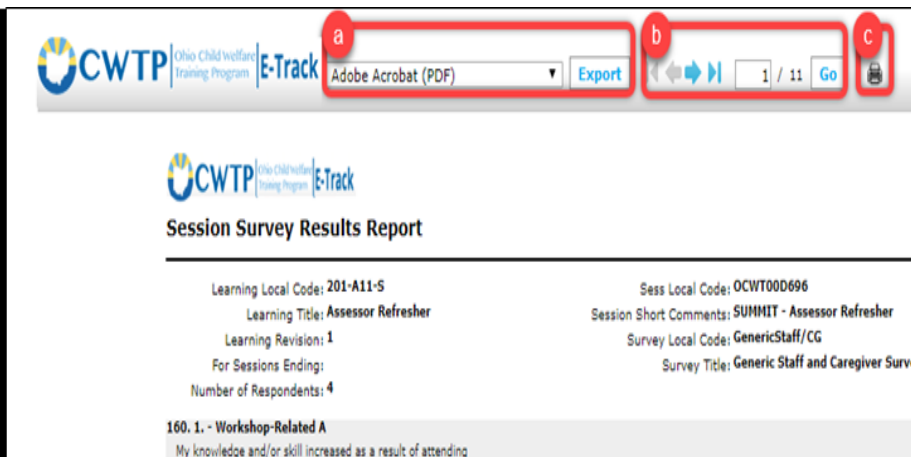 a b c
CWTP Ohio Child Welfare Training Program E-Track Adobe Acrobat (PDF) Export 1 / 11 Go
CWTP Ohio Child Welfare Training Program E-Track
Session Survey Results Report
Learning Local Code: 201-A11-S Sess Local Code: OCWT00D696
Learning Title: Assessor Refresher Session Short Comments: SUMMIT - Assessor Refresher
Learning Revision: 1 Survey Local Code: GenericStaff/CG
For Sessions Ending: Survey Title: Generic Staff and Caregiver Surve
Number of Respondents: 4
160. 1. - Workshop-Related A
My knowledge and/or skill increased as a result of attending